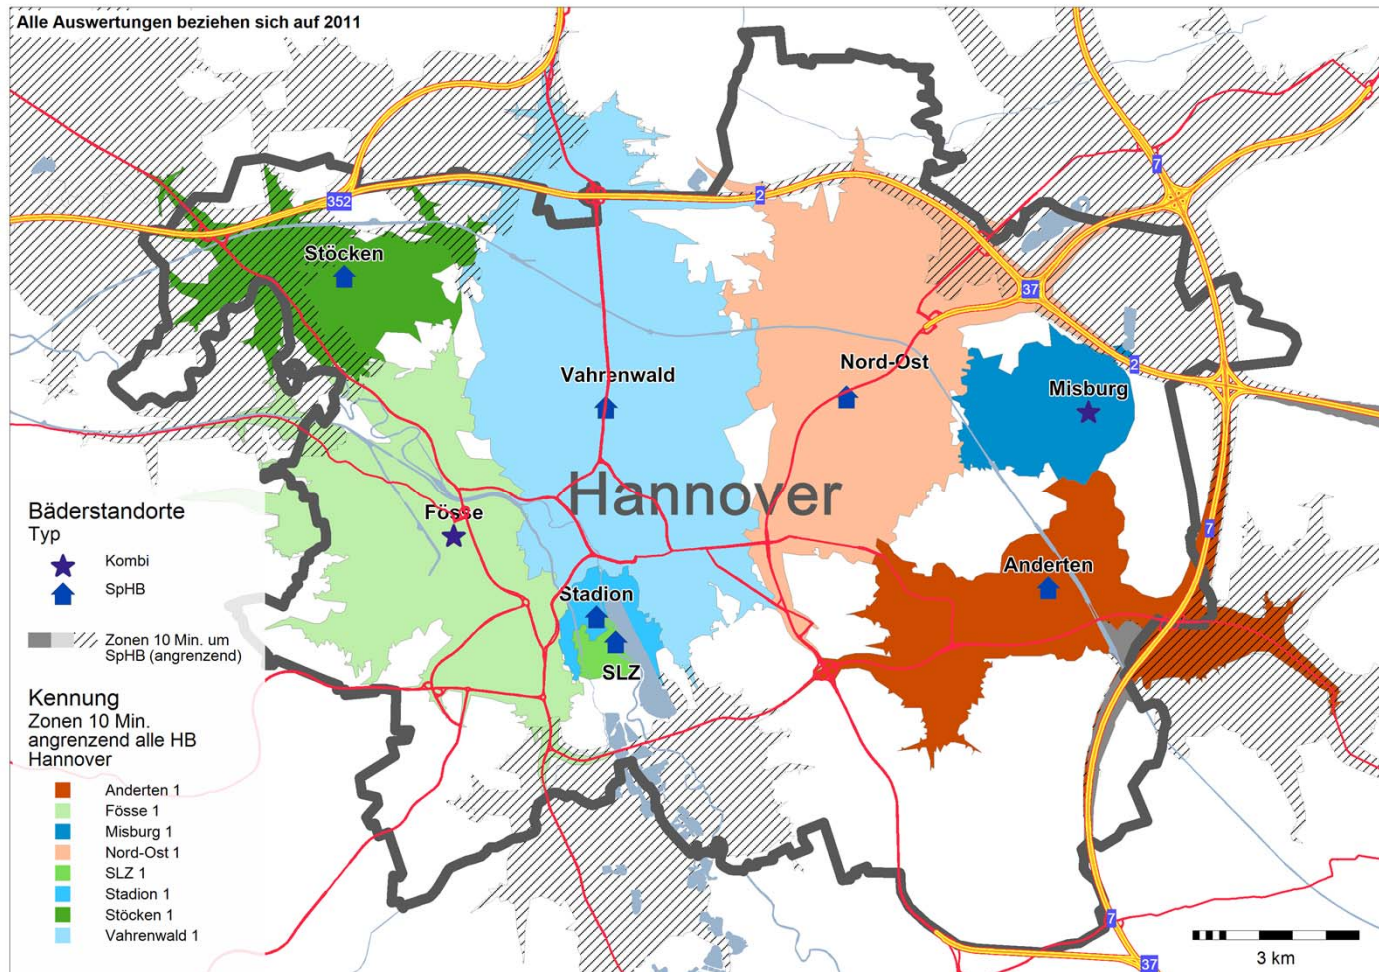 Alle Auswertungen beziehen sich auf 2011
7
352
2
Stöcken
37
Nord-Ost
2
Vahrenwald
Misburg
Hannover
Bäderstandorte
Typ
Fösse
7
Kombi
Anderten
SpHB
Stadion
Zonen 10 Min. um
SpHB (angrenzend)
SLZ
Kennung
Zonen 10 Min.
angrenzend alle HB
Hannover
Anderten 1
Fösse 1
Misburg 1
Nord-Ost 1
SLZ 1
Stadion 1
Stöcken 1
7
Vahrenwald 1
3 km
37